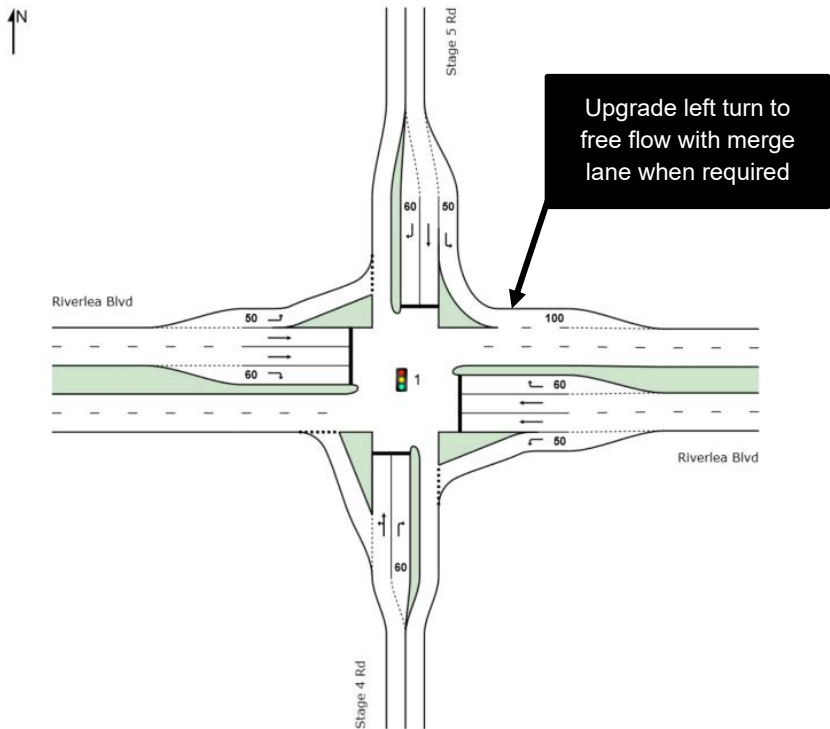 N
Stage 5 Rd
Upgrade left turn to
free flow with merge
lane when required
60
50
Riverlea Blvd
50
100
60
1
60
50
Riverlea Blvd
60
Stage 4 Rd